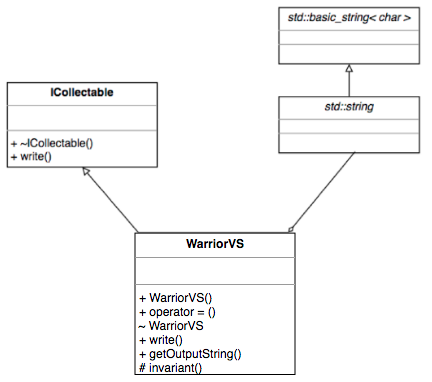 std::basic_string< char >
ICollectable
std::string
+ ~ICollectable()
+ write()
WarriorVS
+ WarriorVS()
+ operator = ()
~ WarriorVS
+ write()
+ getOutputString()
# invariant()